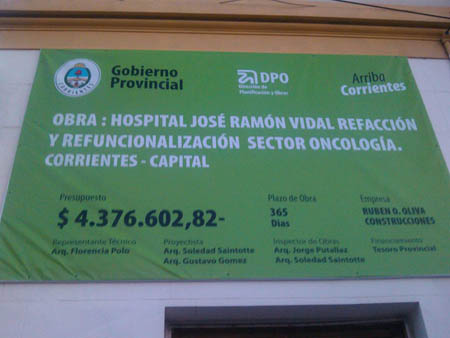 CORRIENTES
Gobierno
Provincial
DPO
Dirección de
Planificación y Obras
Arriba
Corrientes
OBRA : HOSPITAL JOSÉ RAMÓN VIDAL REFACCIÓN
Y REFUNCIONALIZACIÓN SECTOR ONCOLOGÍA.
CORRIENTES - CAPITAL
Presupuesto
$ 4.376.602,82-
Plazo de Obra
365
Dias
Empresa
RUBEN O. OLIVA
CONSTRUCCIONES
Representante Técnico
Arq. Florencia Polo
Proyectista
Arq. Soledad Saintotte
Arq. Gustavo Gomez
Inspector de Obras
Arq. Jorge Putallaz
Arq. Soledad Saintotte
Financiamiento
Tesoro Provincial